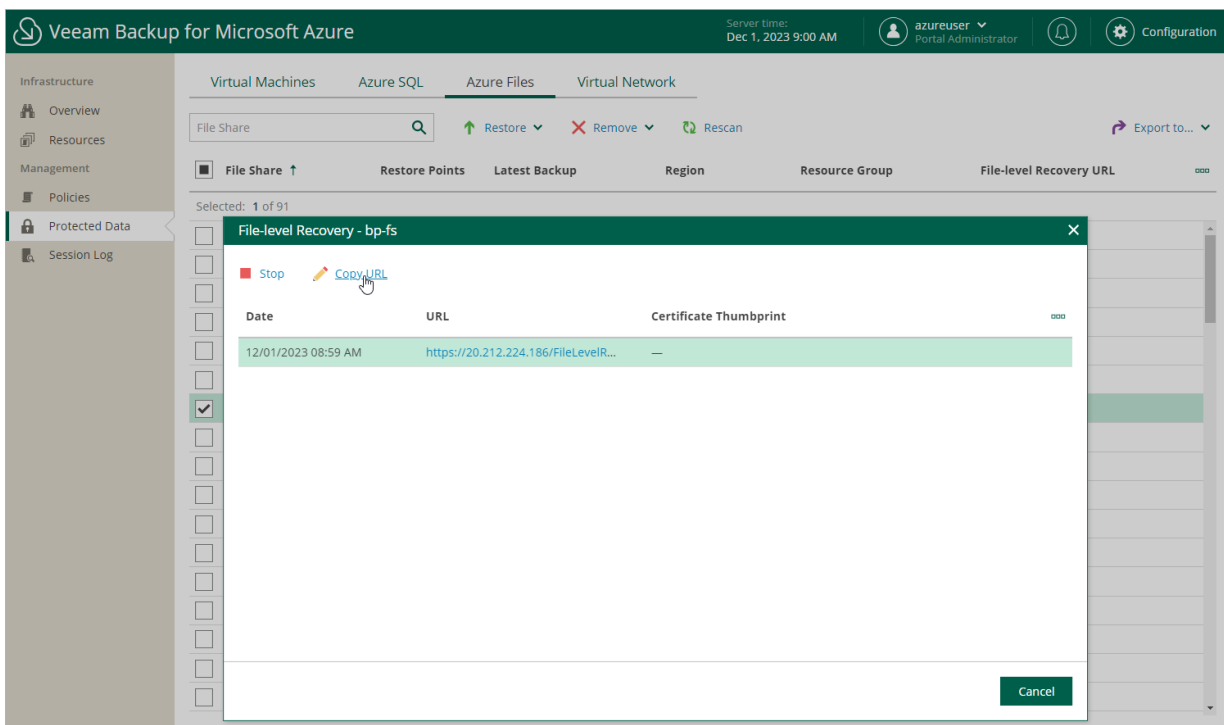 Veeam Backup for Microsoft Azure
Server time:
Dec 1, 2023 9:00 AM
azureuser
Portal Administrator
Configuration
Infrastructure
Overview
Resources
Management
Policies
Protected Data
Session Log
Virtual Machines Azure SQL Azure Files Virtual Network
File Share Restore Remove Rescan Export to...
File Share Restore Points Latest Backup Region Resource Group File-level Recovery URL
Selected: 1 of 91
File-level Recovery - bp-fs
Stop Copy URL
Date URL Certificate Thumbprint
12/01/2023 08:59 AM https://20.212.224.186/FileLevelR... —
Cancel